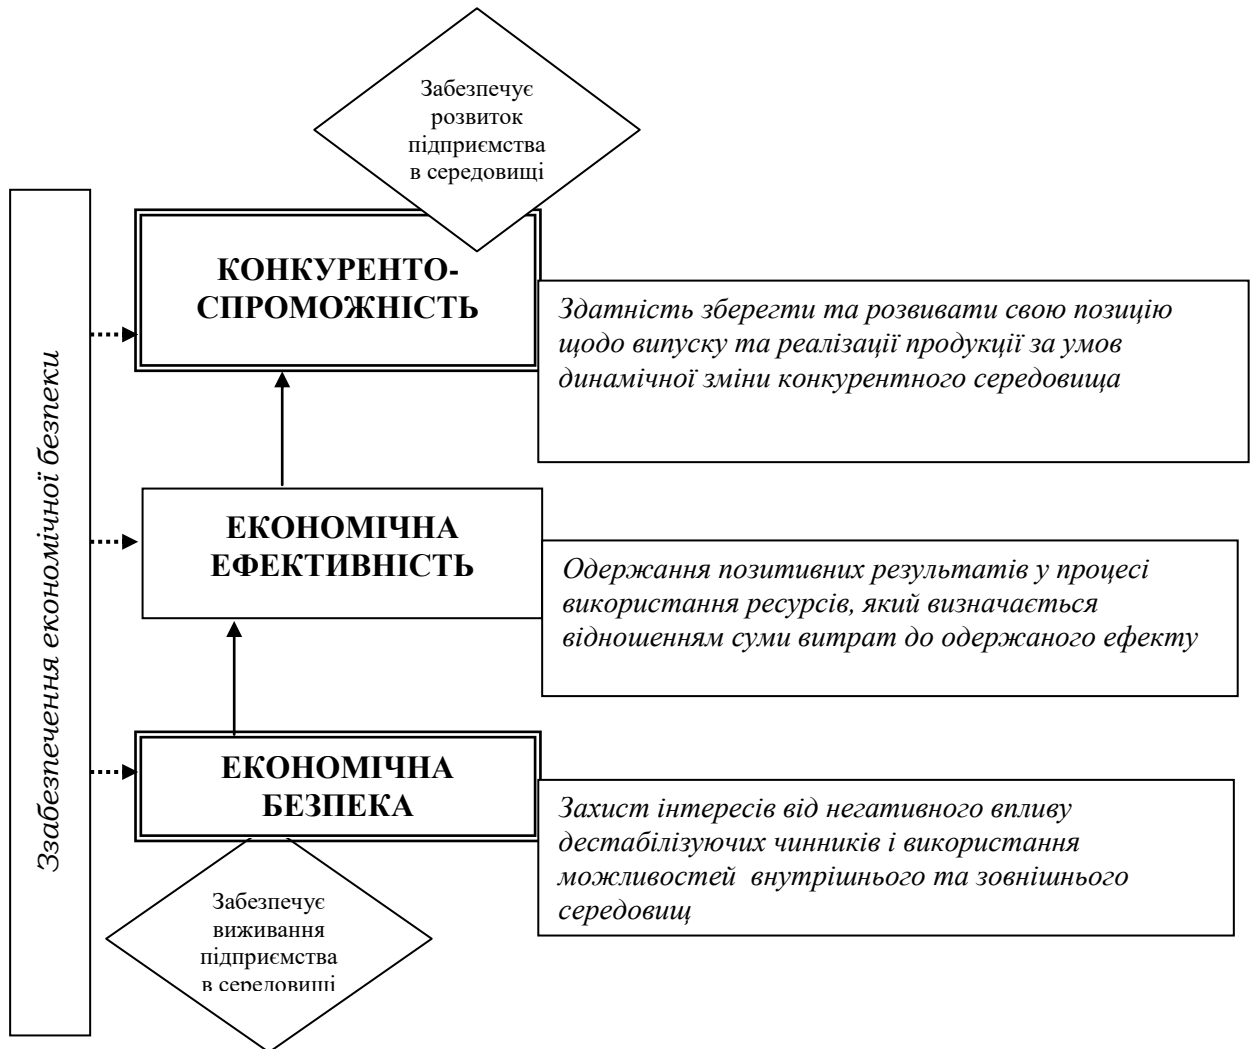 Забезпечує
розвиток
підприємства
в середовищі
Ззабезпечення економічної безпеки
КОНКУРЕНТО-
СПРОМОЖНІСТЬ
Здатність зберегти та розвивати свою позицію
щодо випуску та реалізації продукції за умов
динамічної зміни конкурентного середовища
ЕКОНОМІЧНА
ЕФЕКТИВНІСТЬ
Одержання позитивних результатів у процесі
використання ресурсів, який визначається
відношенням суми витрат до одержаного ефекту
ЕКОНОМІЧНА
БЕЗПЕКА
Захист інтересів від негативного впливу
дестабілізуючих чинників і використання
можливостей внутрішнього та зовнішнього
середовищ
Забезпечує
виживання
підприємства
в середовищі